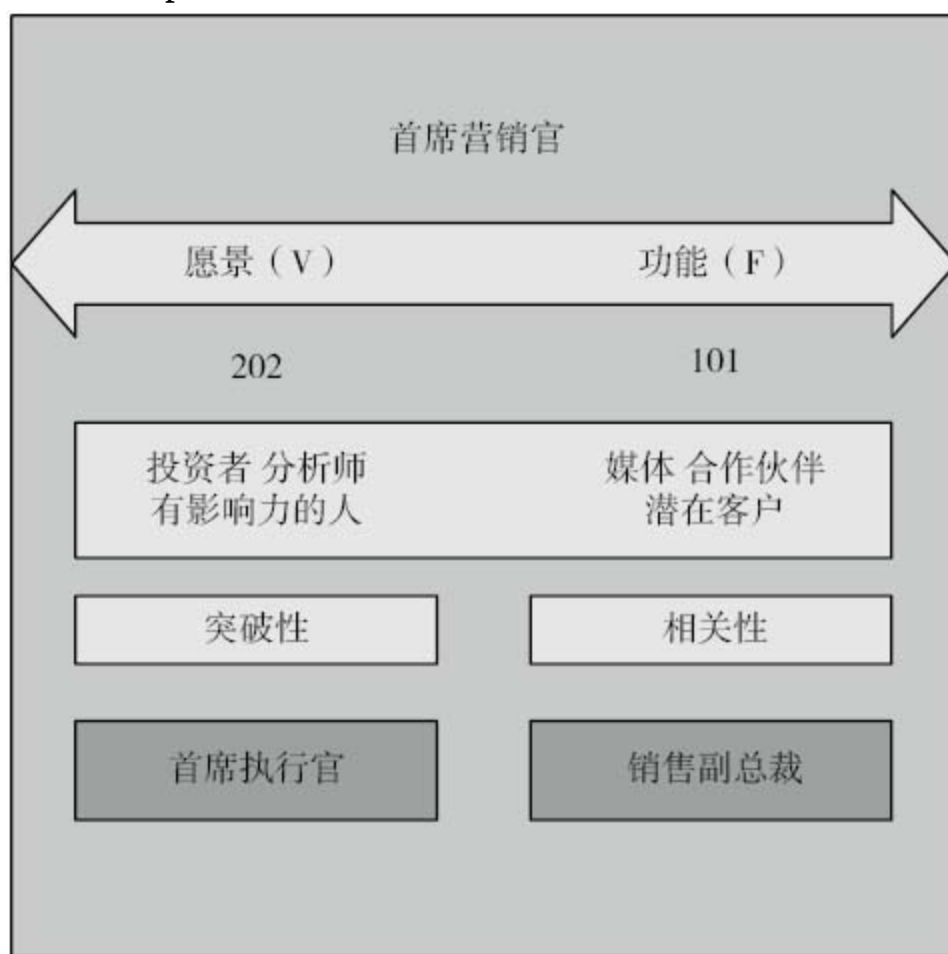 首席营销官
愿景（V） 功能（F）
202 101
投资者 分析师 媒体 合作伙伴
有影响力的人 潜在客户
突破性 相关性
首席执行官 销售副总裁